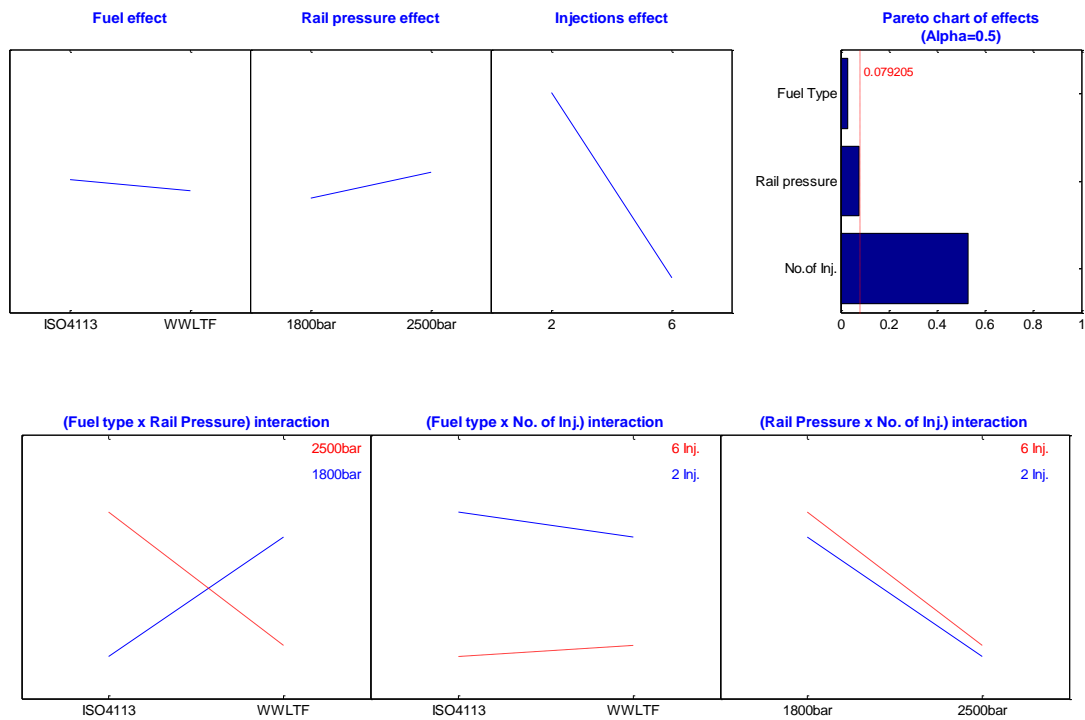 Fuel effect
Rail pressure effect
Injections effect
Pareto chart of effects
(Alpha=0.5)
0.079205
Fuel Type
Rail pressure
No.of Inj.
ISO4113
WWLTF
1800bar
2500bar
2
6
0
0.2
0.4
0.6
0.8
1
(Fuel type x Rail Pressure) interaction
(Fuel type x No. of Inj.) interaction
(Rail Pressure x No. of Inj.) interaction
2500bar
1800bar
6 Inj.
2 Inj.
6 Inj.
2 Inj.
ISO4113
WWLTF
ISO4113
WWLTF
1800bar
2500bar